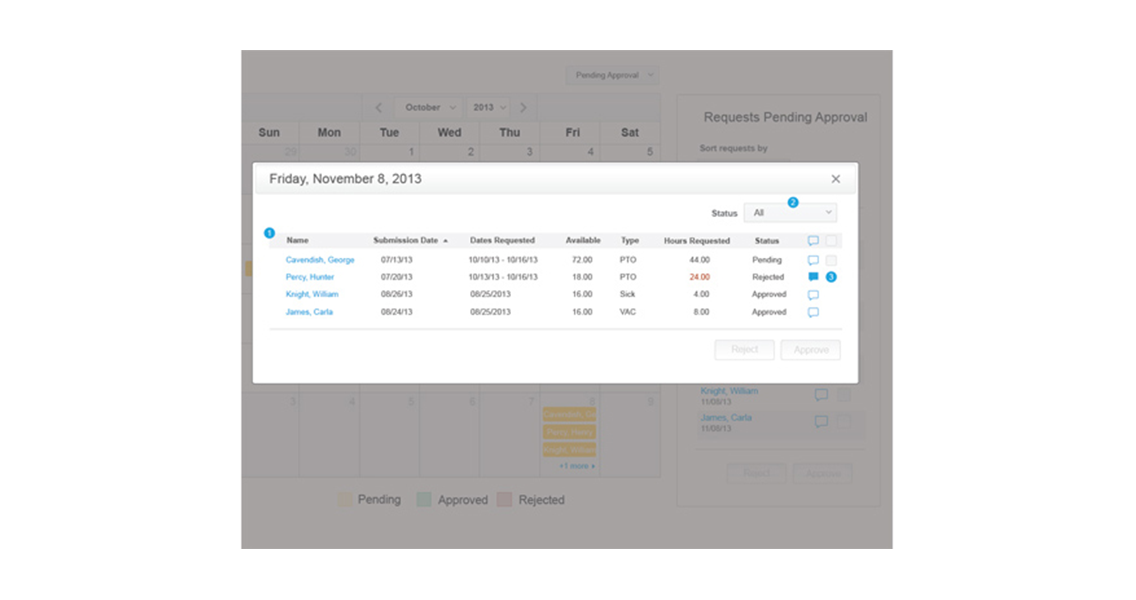 Pending Approval
October 2013
Requests Pending Approval
Sun Mon Tue Wed Thu Fri Sat
Sort requests by
29 30 1 2 3 4 5
Friday, November 8, 2013
2
Status All
1
Name Submission Date Dates Requested Available Type Hours Requested Status
Cavendish, George 07/13/13 10/10/13 - 10/16/13 72.00 PTO 44.00 Pending
Percy, Hunter 07/20/13 10/13/13 - 10/16/13 18.00 PTO 24.00 Rejected 3
Knight, William 08/26/13 08/25/2013 16.00 Sick 4.00 Approved
James, Carla 08/24/13 08/25/2013 16.00 VAC 8.00 Approved
Reject Approve
Knight, William
11/08/13
3 4 5 6 7 8 9
James, Carla
11/08/13
Cavendish, Ge
Percy, Henry
Knight, William
+1 more
Reject Approve
Pending Approved Rejected